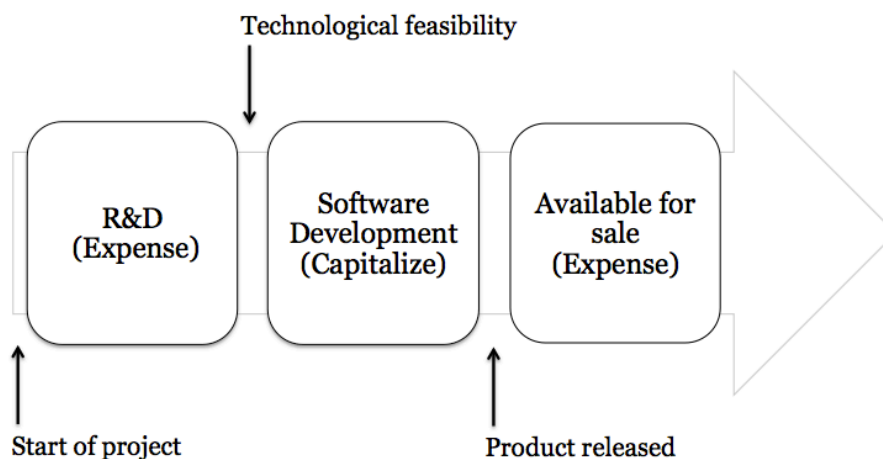 Technological feasibility
R&D
(Expense)
Software
Development
(Capitalize)
Available for
sale
(Expense)
Start of project
Product released